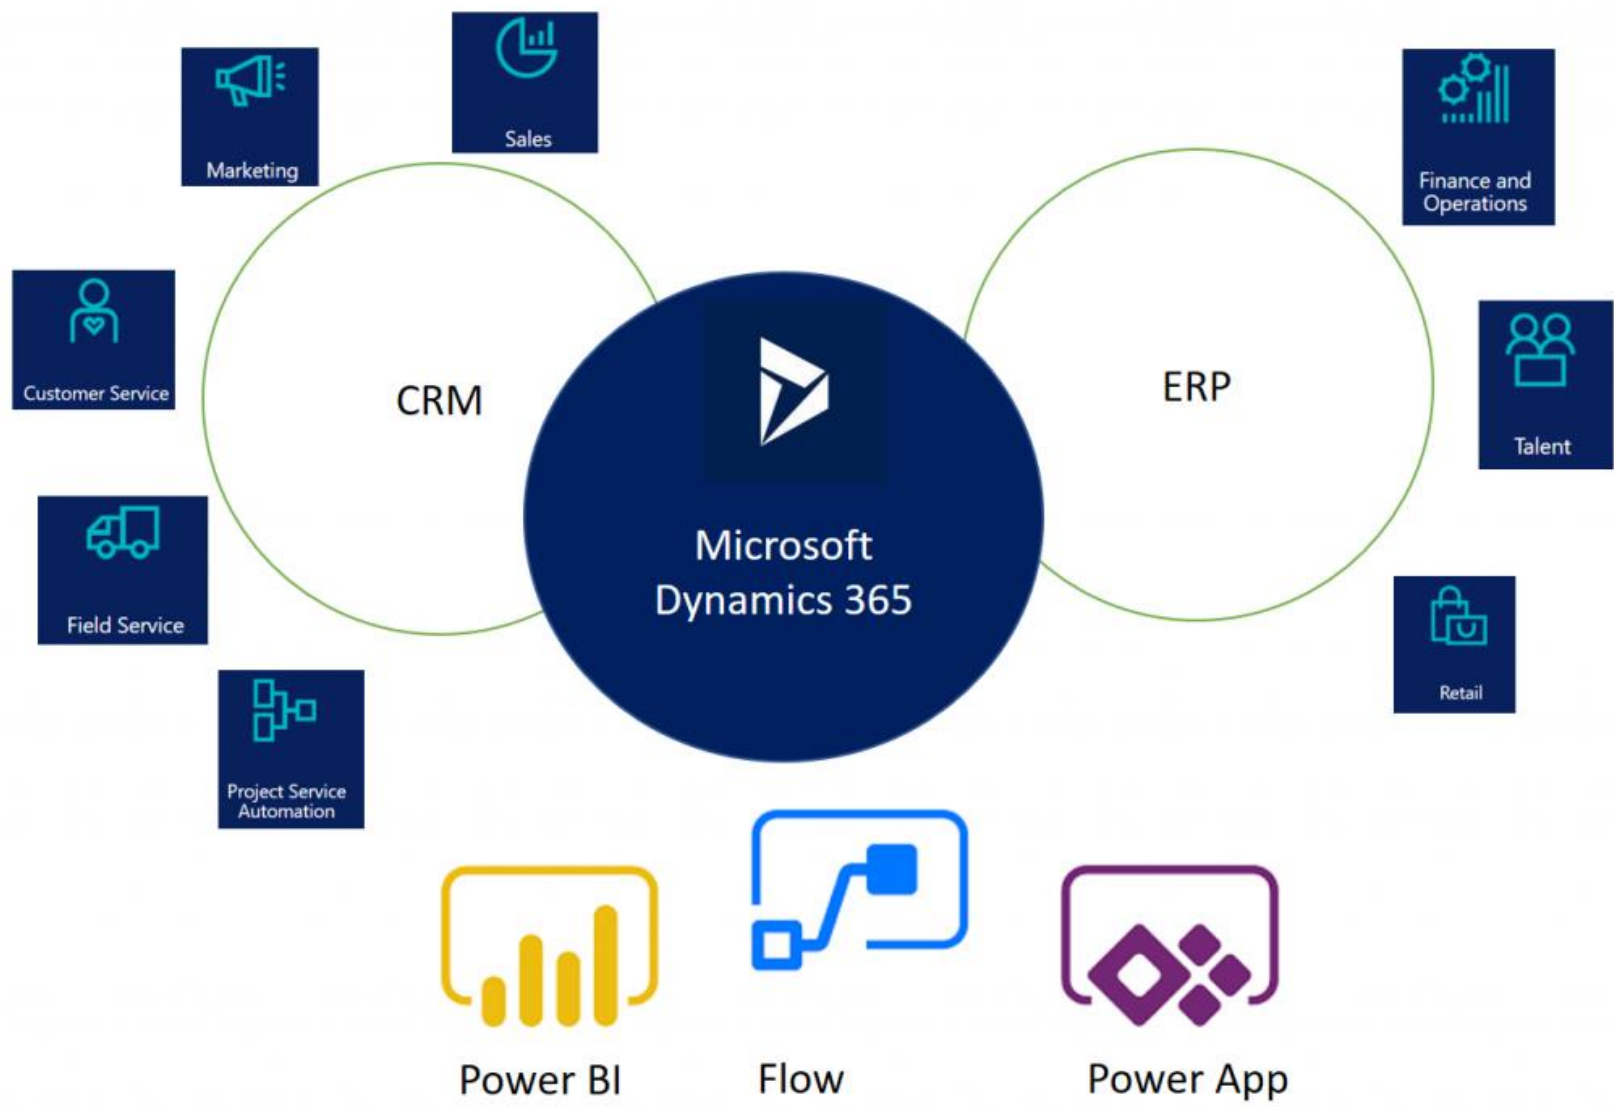 Sales
Marketing
Finance and
Operations
Customer Service
CRM
ERP
Talent
Microsoft
Dynamics 365
Field Service
Retail
Project Service
Automation
Power BI
Flow
Power App